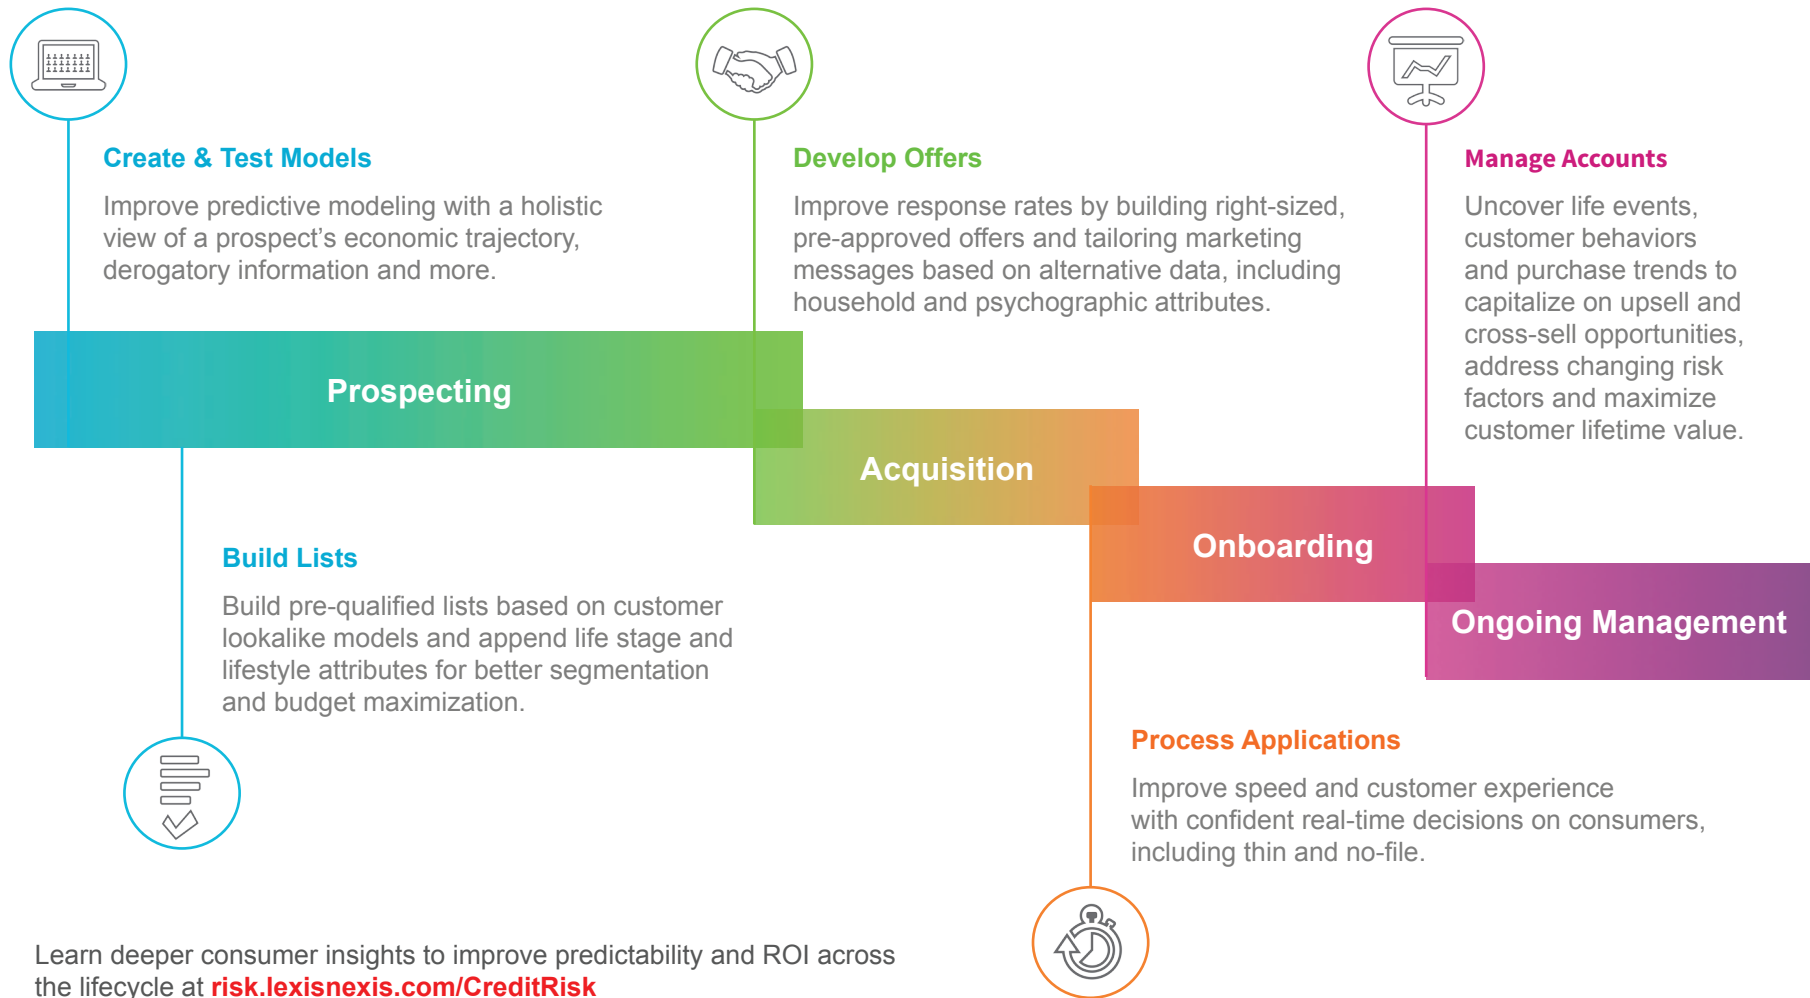 Create & Test Models
Improve predictive modeling with a holistic
view of a prospect’s economic trajectory,
derogatory information and more.
Develop Offers
Improve response rates by building right-sized,
pre-approved offers and tailoring marketing
messages based on alternative data, including
household and psychographic attributes.
Manage Accounts
Uncover life events,
customer behaviors
and purchase trends to
capitalize on upsell and
cross-sell opportunities,
address changing risk
factors and maximize
customer lifetime value.
Prospecting
Acquisition
Onboarding
Ongoing Management
Build Lists
Build pre-qualified lists based on customer
lookalike models and append life stage and
lifestyle attributes for better segmentation
and budget maximization.
Process Applications
Improve speed and customer experience
with confident real-time decisions on consumers,
including thin and no-file.
Learn deeper consumer insights to improve predictability and ROI across
the lifecycle at risk.lexisnexis.com/CreditRisk